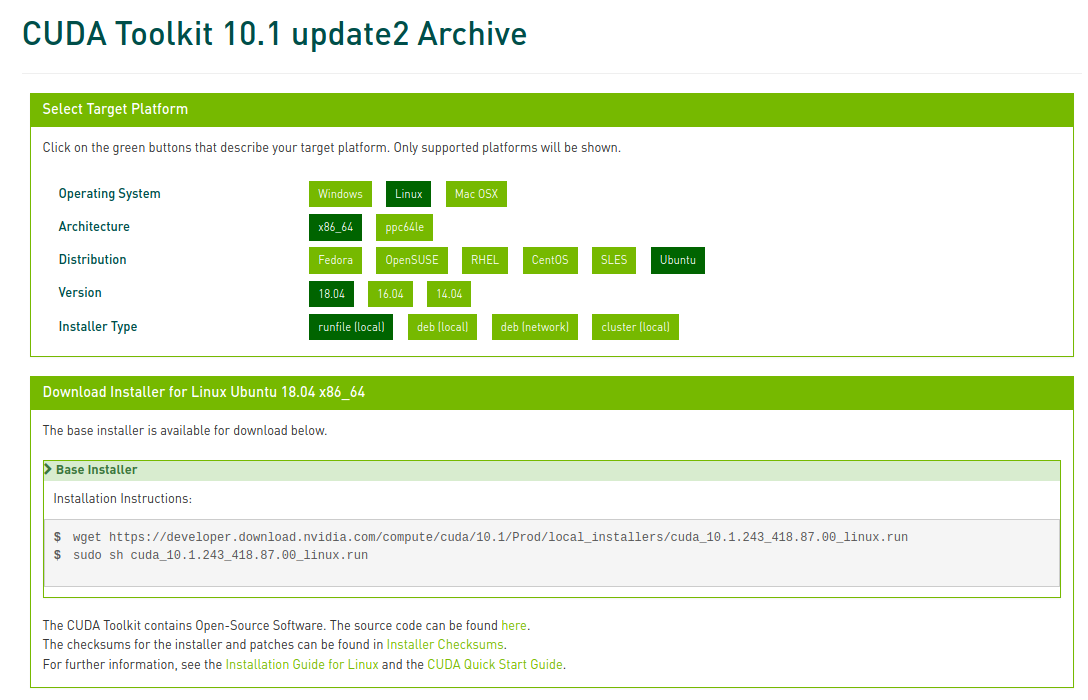 CUDA Toolkit 10.1 update2 Archive
Select Target Platform
Click on the green buttons that describe your target platform. Only supported platforms will be shown.
Operating System Windows Linux Mac OSX
Architecture x86_64 ppc64le
Distribution Fedora OpenSUSE RHEL CentOS SLES Ubuntu
Version 18.04 16.04 14.04
Installer Type runfile (local) deb (local) deb (network) cluster (local)
Download Installer for Linux Ubuntu 18.04 x86_64
The base installer is available for download below.
Base Installer
Installation Instructions:
$ wget https://developer.download.nvidia.com/compute/cuda/10.1/Prod/local_installers/cuda_10.1.243_418.87.00_linux.run
$ sudo sh cuda_10.1.243_418.87.00_linux.run
The CUDA Toolkit contains Open-Source Software. The source code can be found here.
The checksums for the installer and patches can be found in Installer Checksums.
For further information, see the Installation Guide for Linux and the CUDA Quick Start Guide.